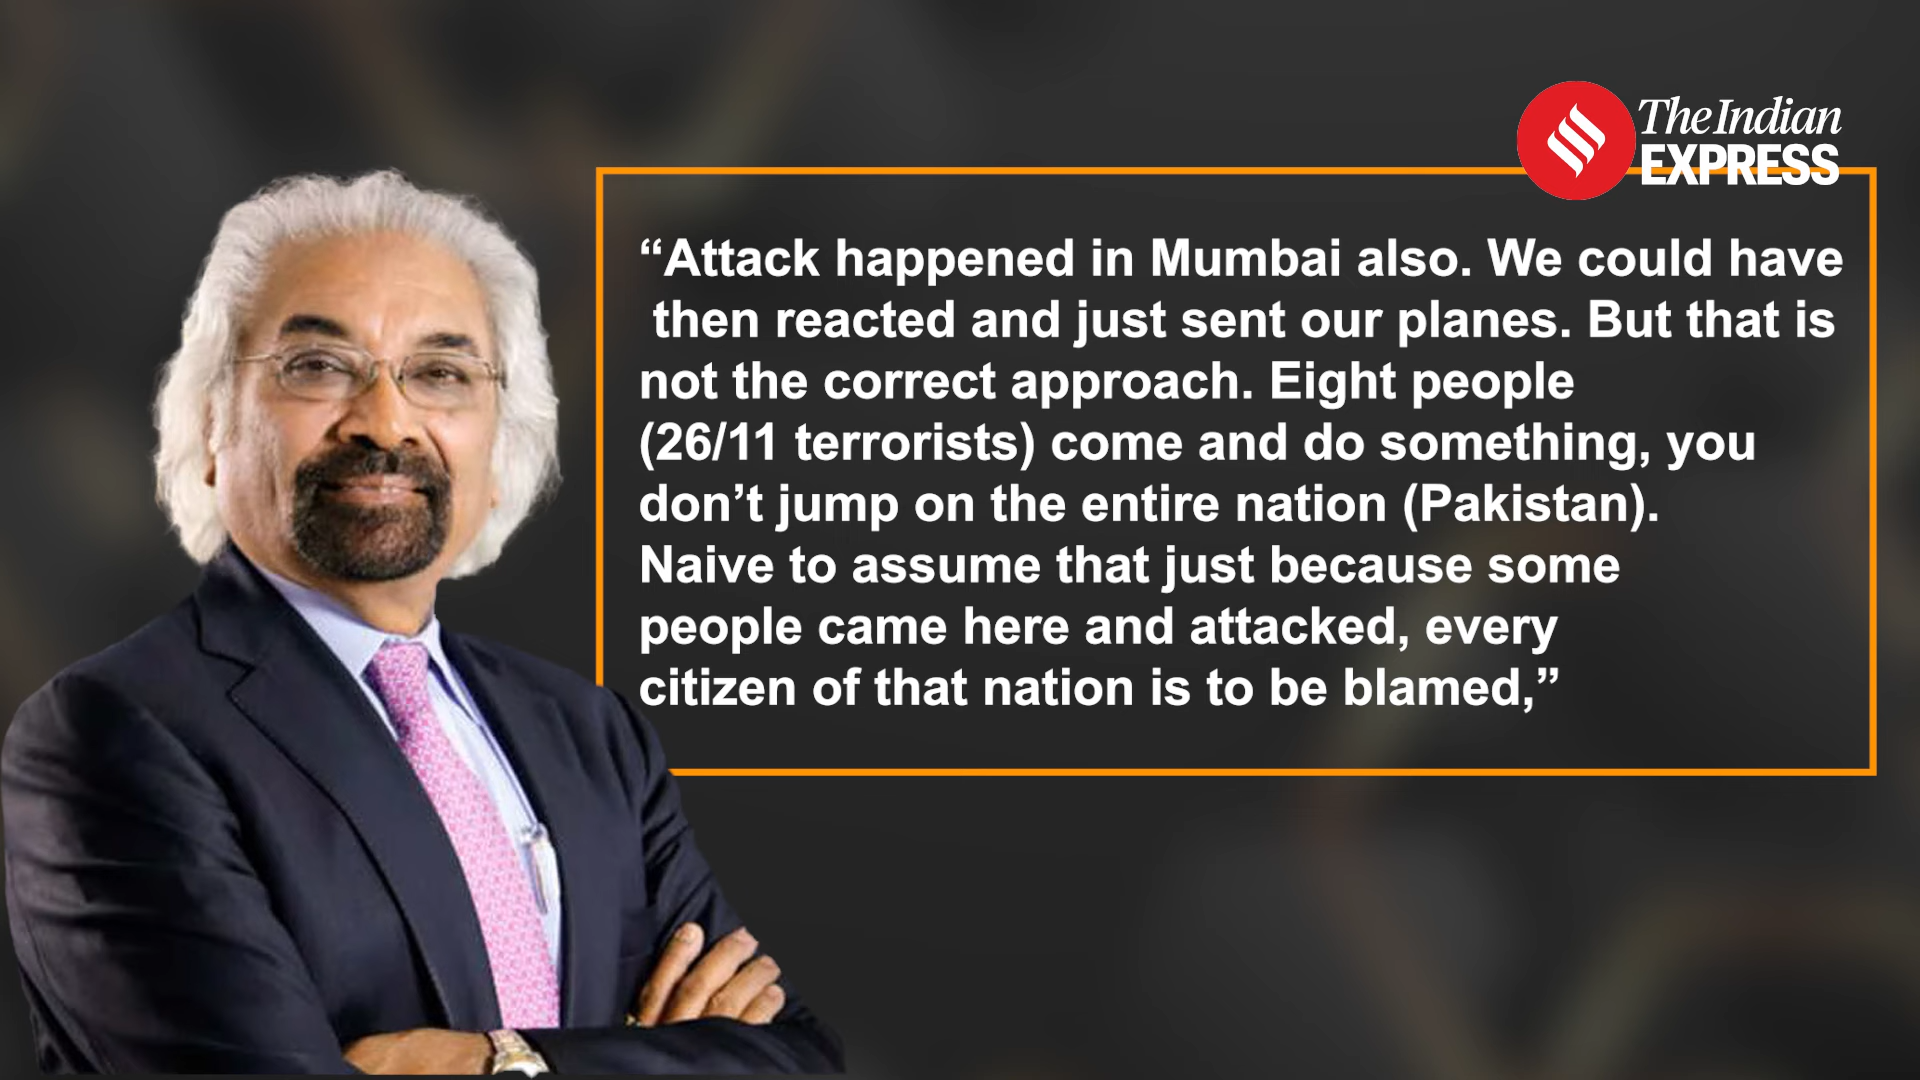 The Indian
EXPRESS
“Attack happened in Mumbai also. We could have
then reacted and just sent our planes. But that is
not the correct approach. Eight people
(26/11 terrorists) come and do something, you
don’t jump on the entire nation (Pakistan).
Naive to assume that just because some
people came here and attacked, every
citizen of that nation is to be blamed,”